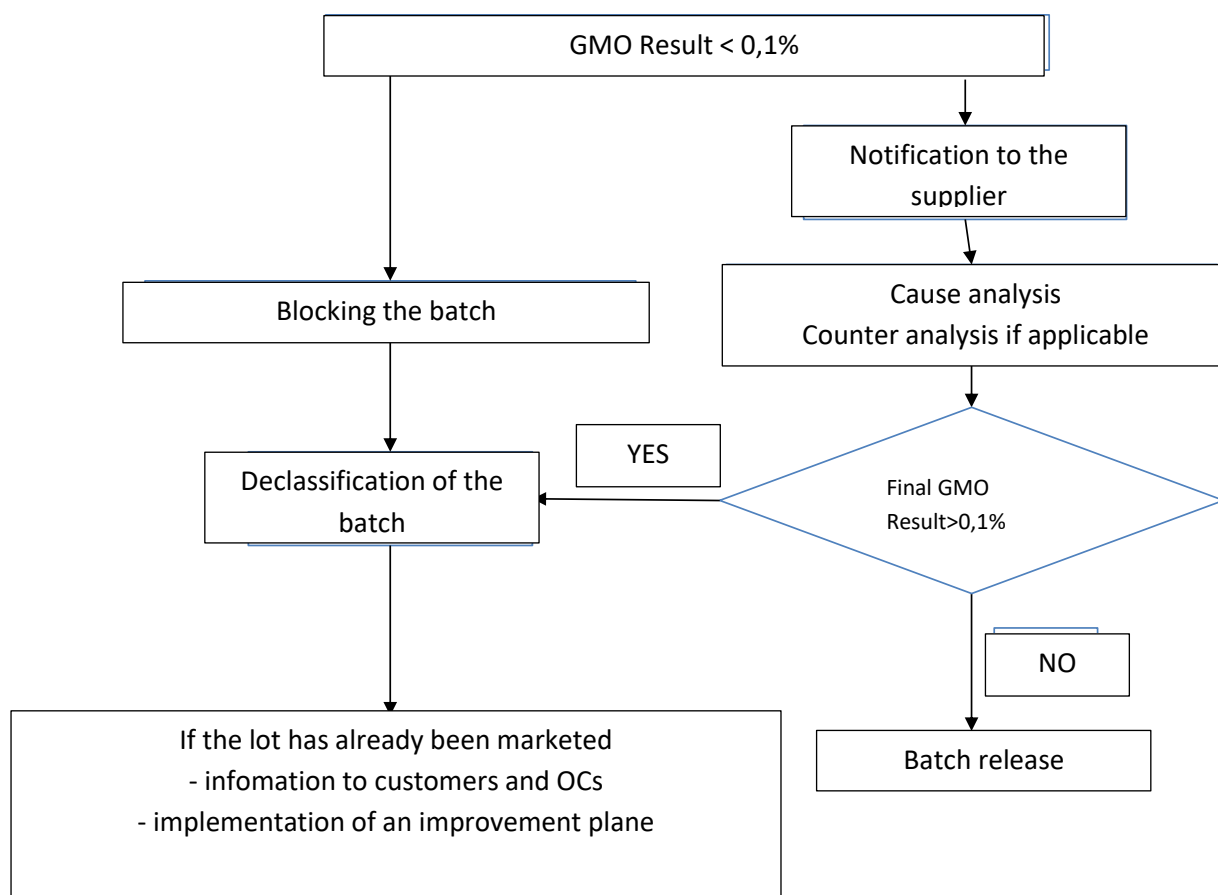 GMO Result < 0,1%
Notification to the
supplier
Blocking the batch
Cause analysis
Counter analysis if applicable
YES
Declassification of the
batch
Final GMO
Result>0,1%
NO
If the lot has already been marketed
- infomation to customers and OCs
- implementation of an improvement plane
Batch release